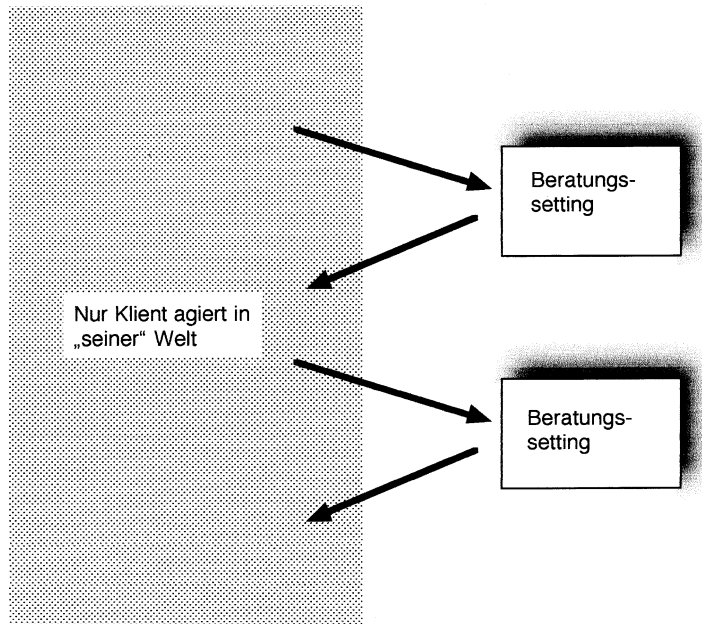 Beratungs-
setting
Nur Klient agiert in
„seiner“ Welt
Beratungs-
setting